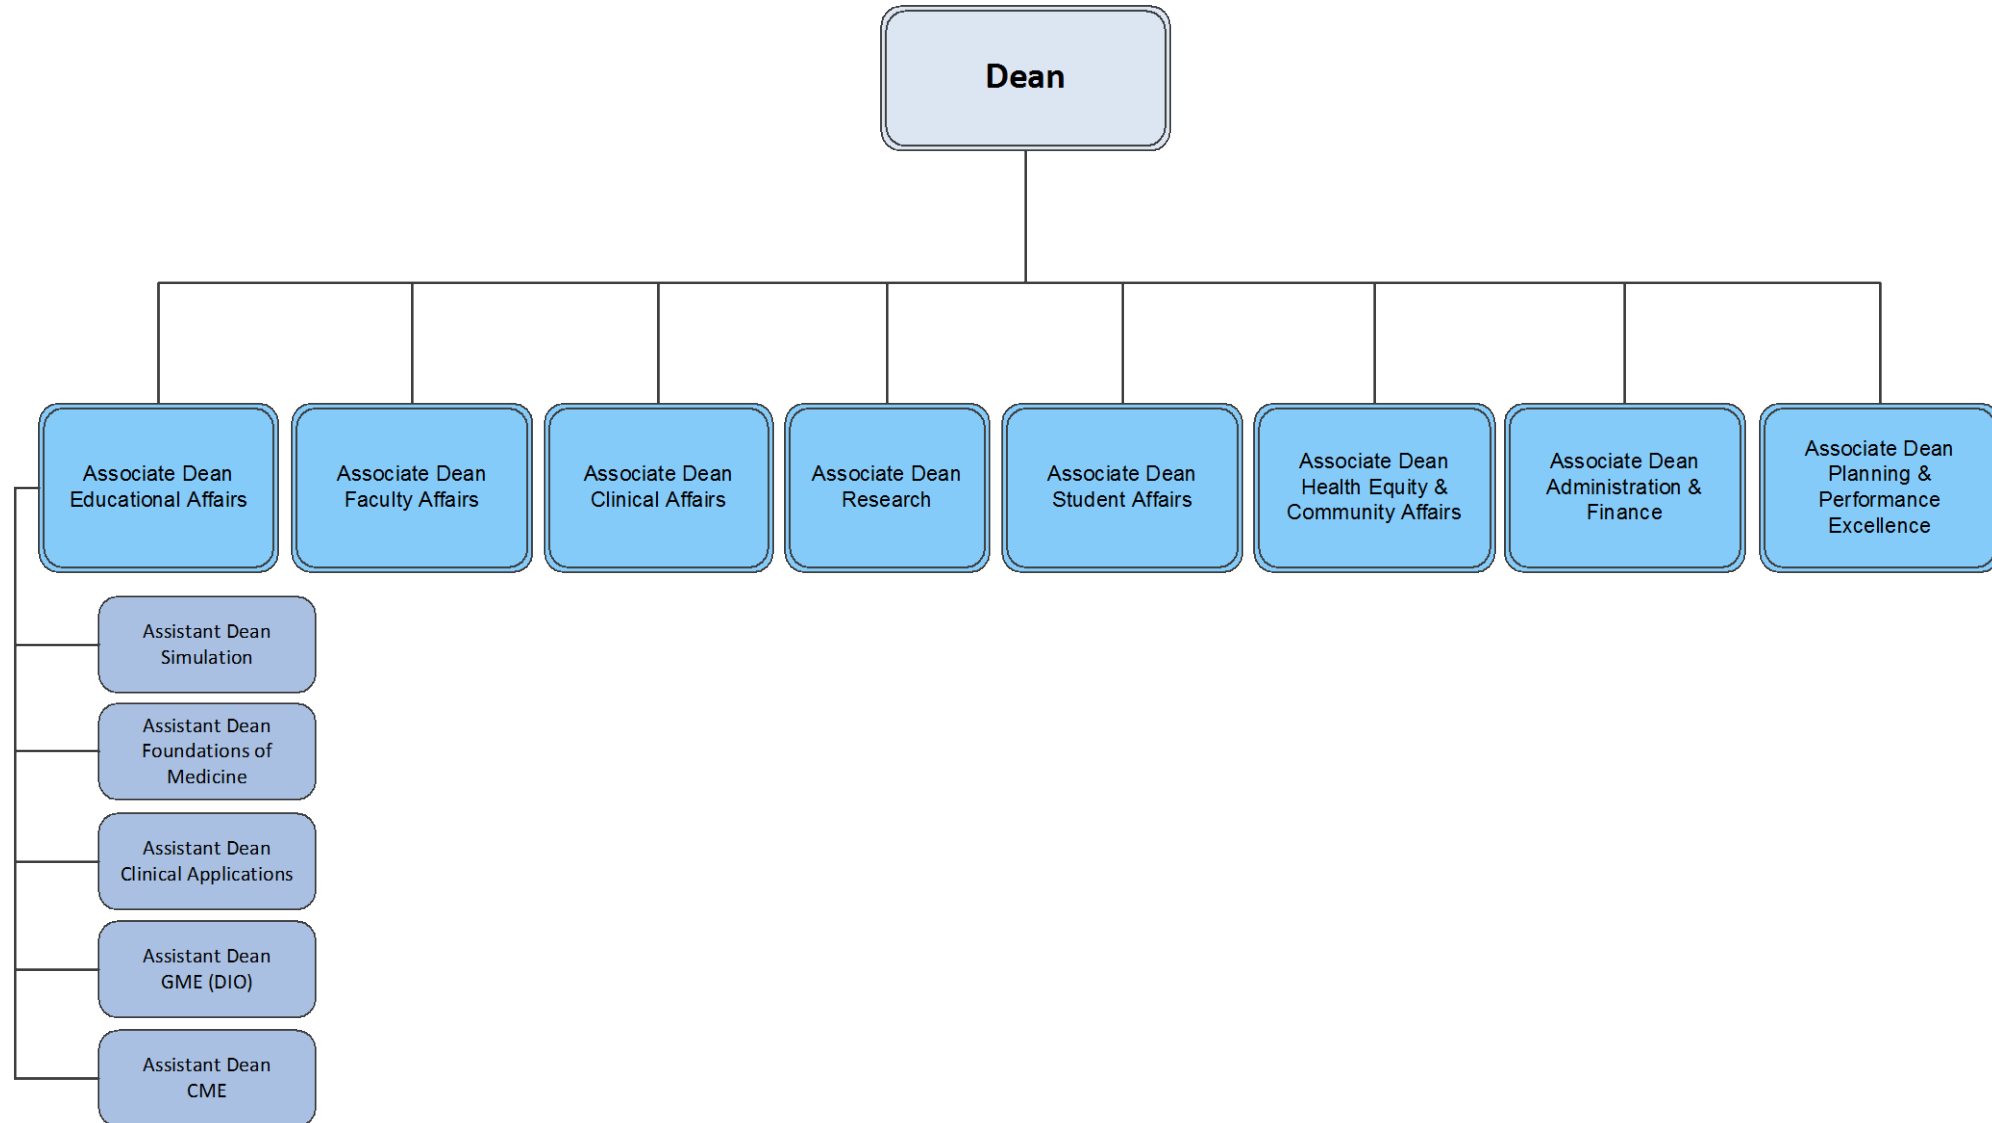 Dean
Associate Dean
Educational Affairs
Associate Dean
Faculty Affairs
Associate Dean
Clinical Affairs
Associate Dean
Research
Associate Dean
Student Affairs
Associate Dean
Health Equity &
Community Affairs
Associate Dean
Administration &
Finance
Associate Dean
Planning &
Performance
Excellence
Assistant Dean
Simulation
Assistant Dean
Foundations of
Medicine
Assistant Dean
Clinical Applications
Assistant Dean
GME (DIO)
Assistant Dean
CME